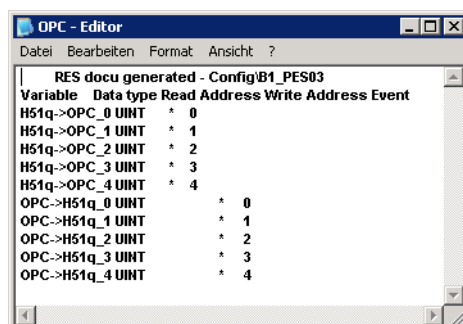 OPC - Editor
Datei Bearbeiten Format Ansicht ?
RES docu generated - Config\B1_PES03
Variable Data type Read Address Write Address Event
H51q->OPC_0 UINT * 0
H51q->OPC_1 UINT * 1
H51q->OPC_2 UINT * 2
H51q->OPC_3 UINT * 3
H51q->OPC_4 UINT * 4
OPC->H51q_0 UINT * 0
OPC->H51q_1 UINT * 1
OPC->H51q_2 UINT * 2
OPC->H51q_3 UINT * 3
OPC->H51q_4 UINT * 4